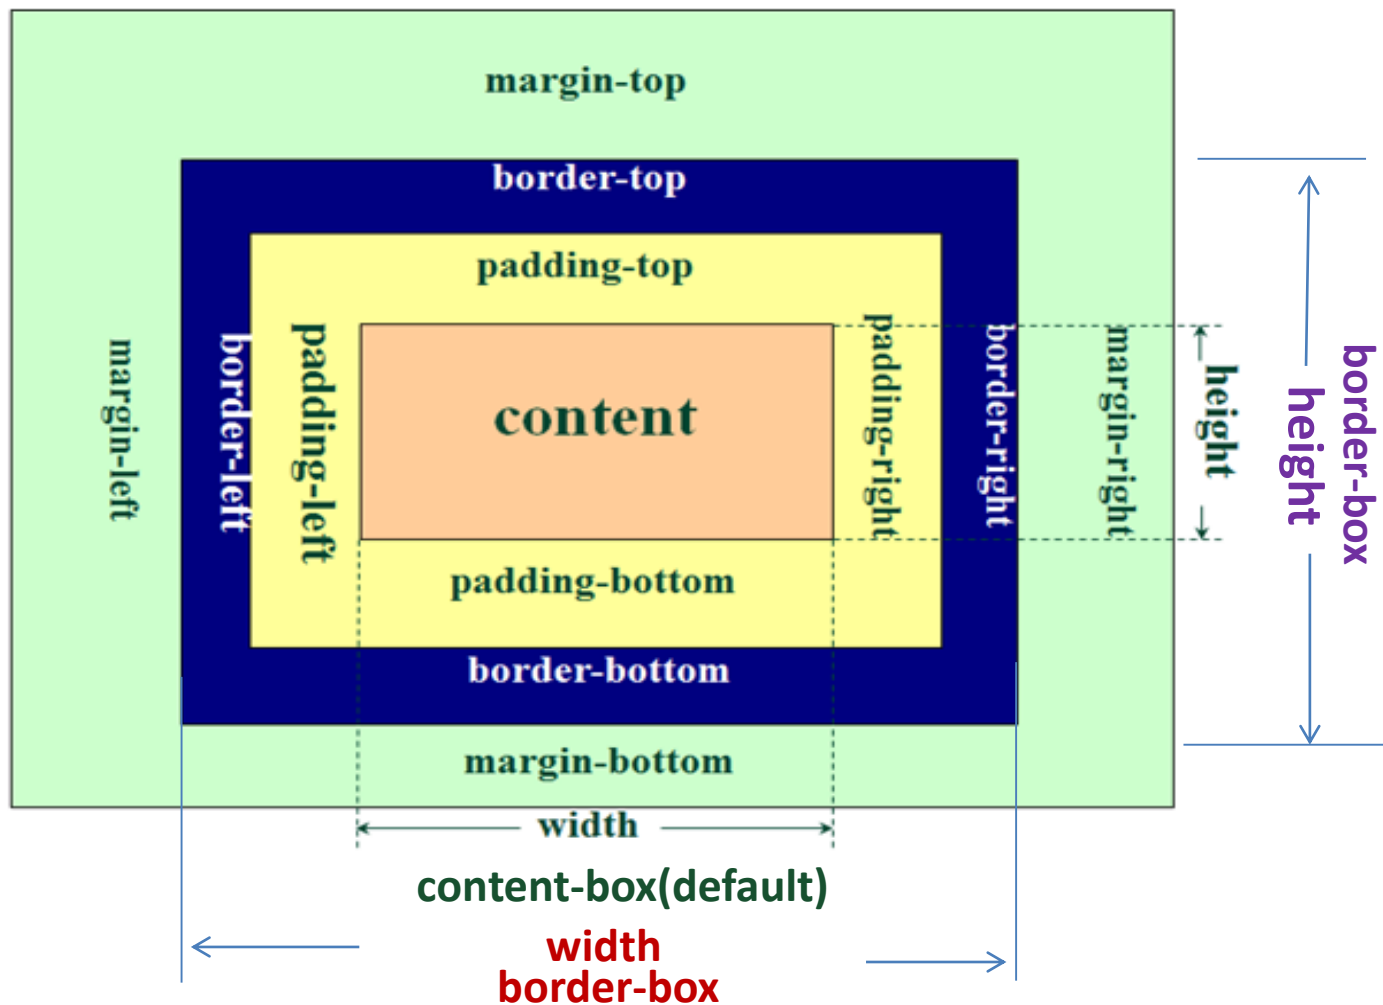 margin-top
border-top
padding-top
margin-left
border-left
padding-left
content
padding-right
border-right
margin-right
height
border-box
height
padding-bottom
border-bottom
margin-bottom
width
content-box(default)
width
border-box